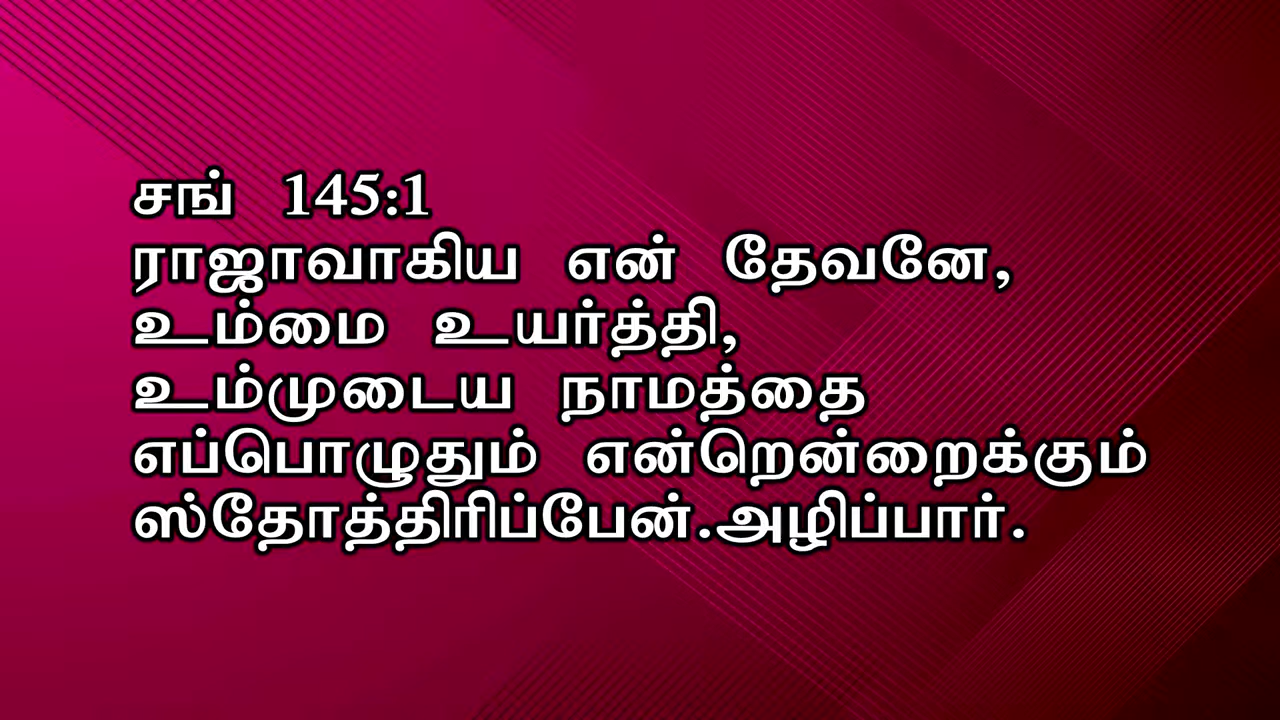 சங் 145:1
ராஜாவாகிய என் தேவனே,
உம்மை உயர்த்தி,
உம்முடைய நாமத்தை
எப்பொழுதும் என்றென்றைக்கும்
ஸ்தோத்திரிப்பேன்.அழிப்பார்.